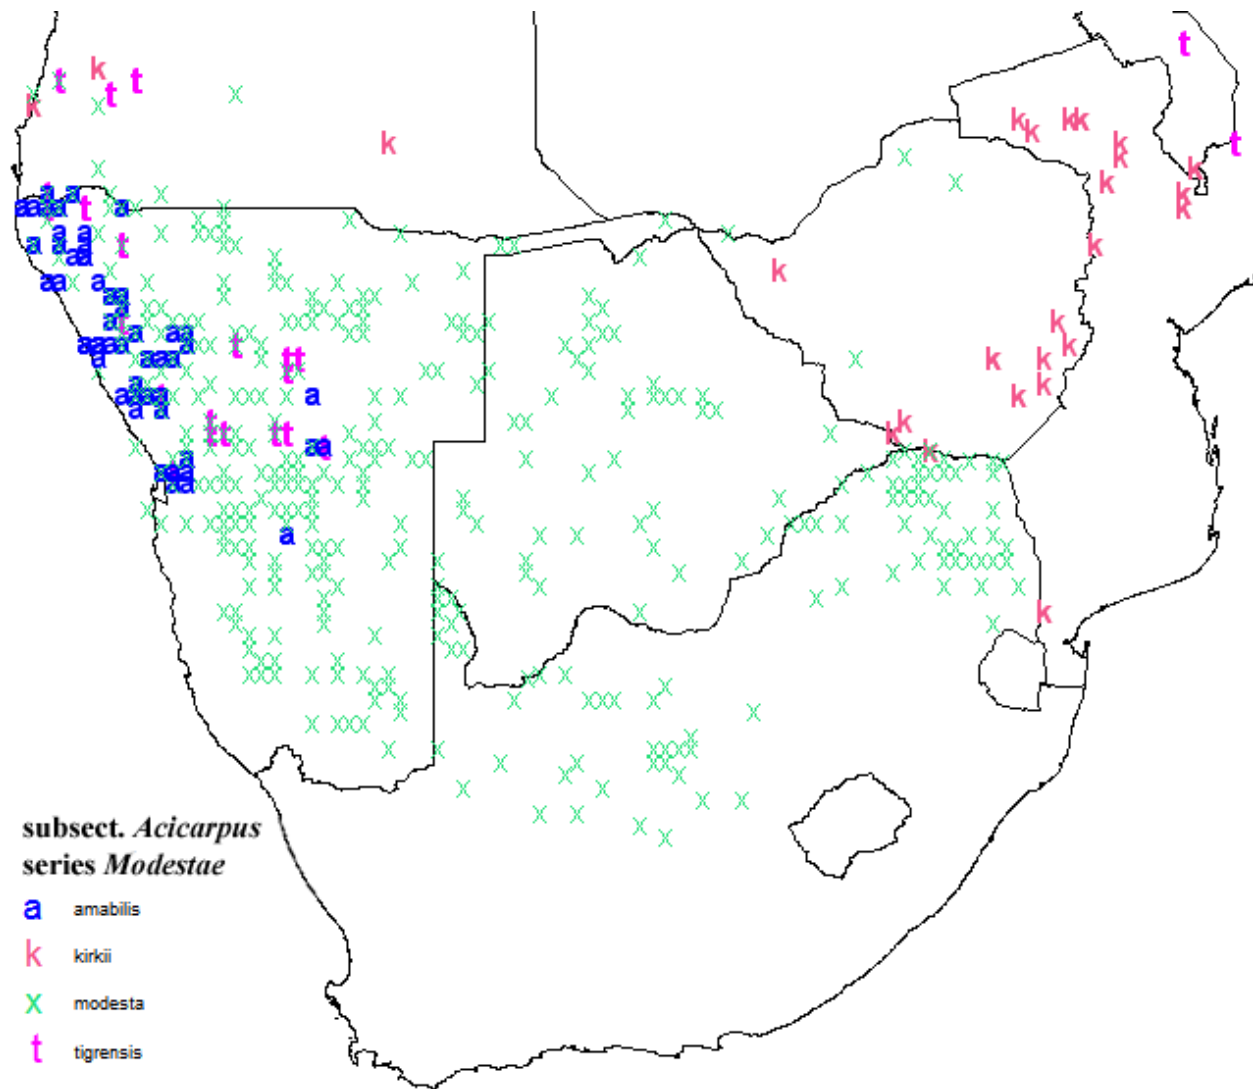 subsect. Acicarpus
series Modestae
a amabilis
k kirkii
x modesta
t tigrensis